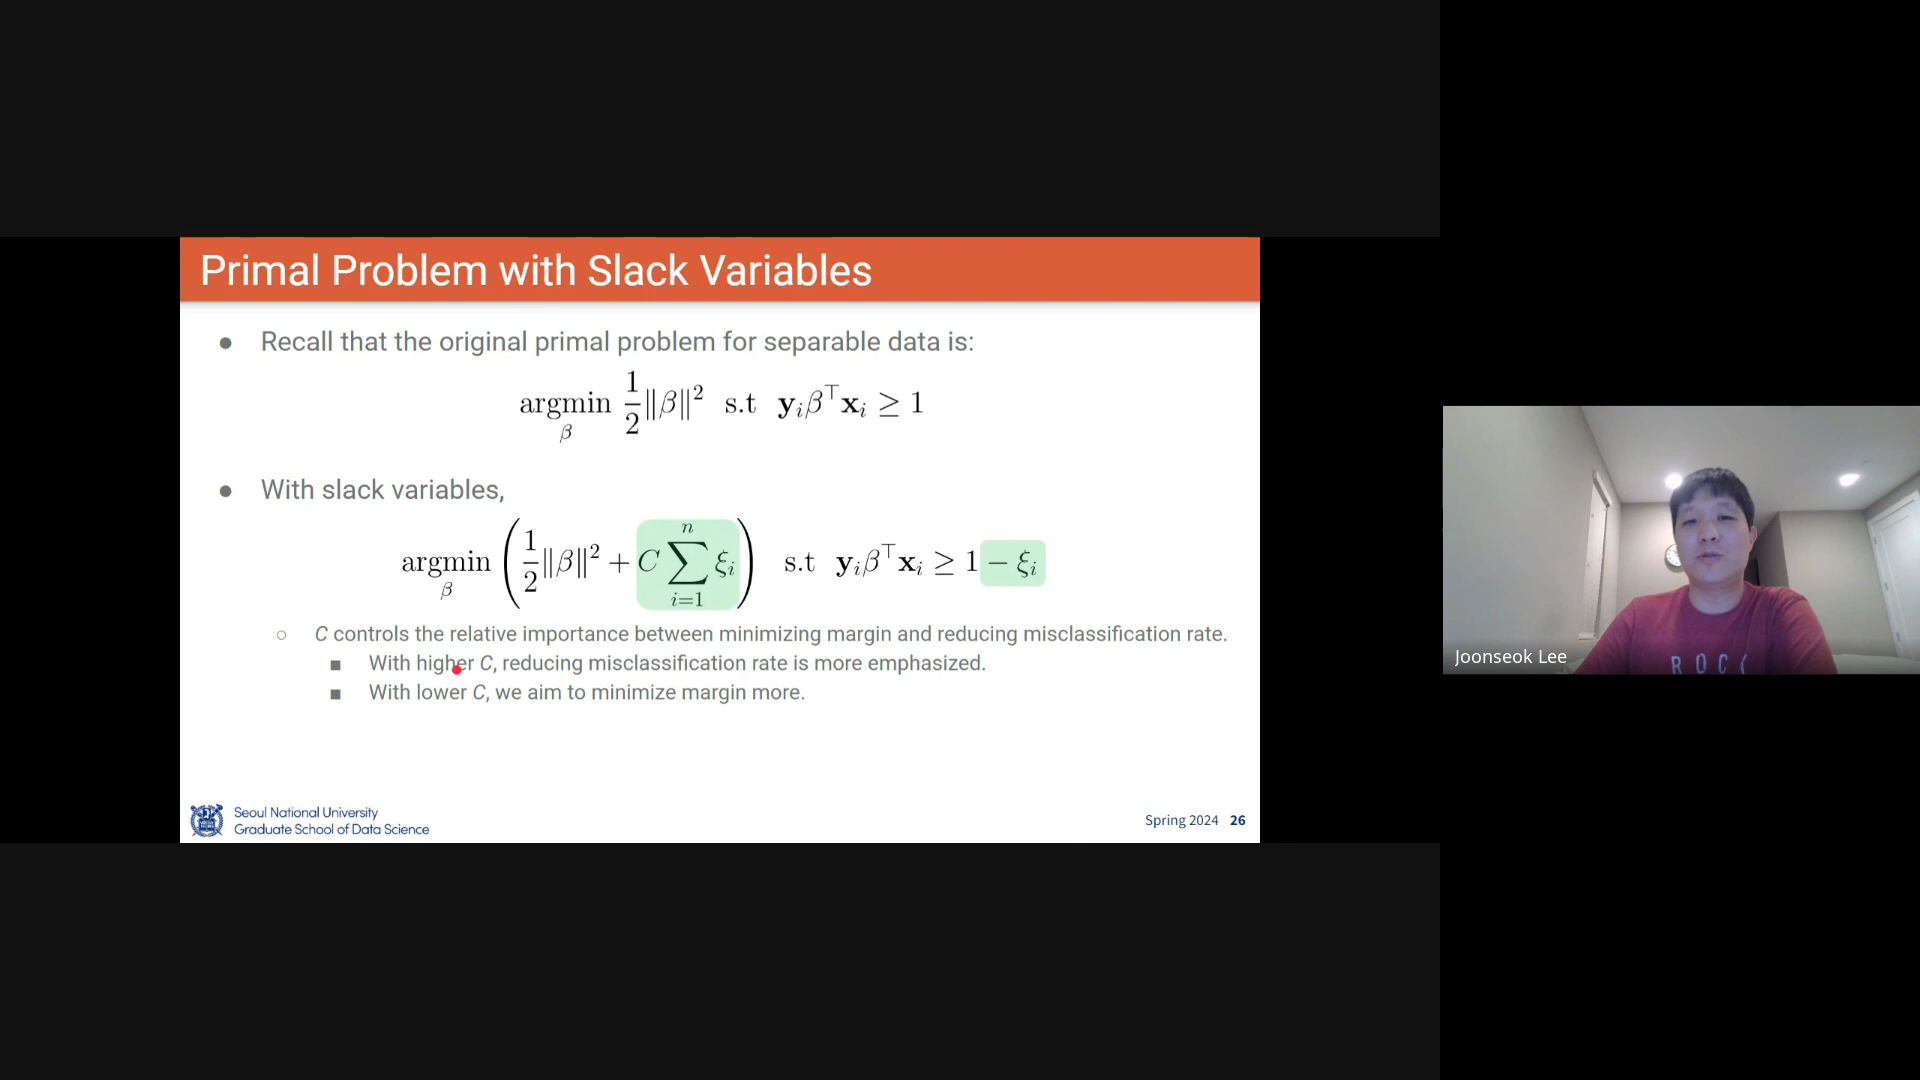 Primal Problem with Slack Variables
● Recall that the original primal problem for separable data is:
argmin_β 1/2 ||β||² s.t y_i β^⊤ x_i ≥ 1
● With slack variables,
argmin_β ( 1/2 ||β||² + C ∑_{i=1}^{n} ξ_i ) s.t y_i β^⊤ x_i ≥ 1 − ξ_i
○ C controls the relative importance between minimizing margin and reducing misclassification rate.
■ With higher C, reducing misclassification rate is more emphasized.
■ With lower C, we aim to minimize margin more.
Seoul National University
Graduate School of Data Science
Spring 2024 26
Joonseok Lee